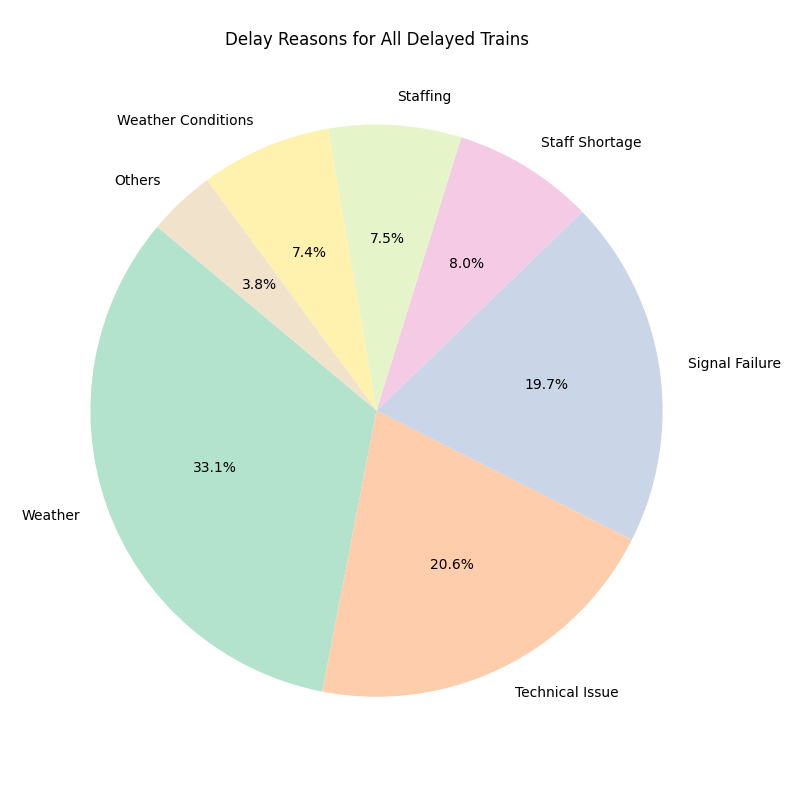 Delay Reasons for All Delayed Trains
Staffing
Weather Conditions
Staff Shortage
Others
7.5%
7.4%
8.0%
3.8%
Signal Failure
19.7%
33.1%
Weather
20.6%
Technical Issue